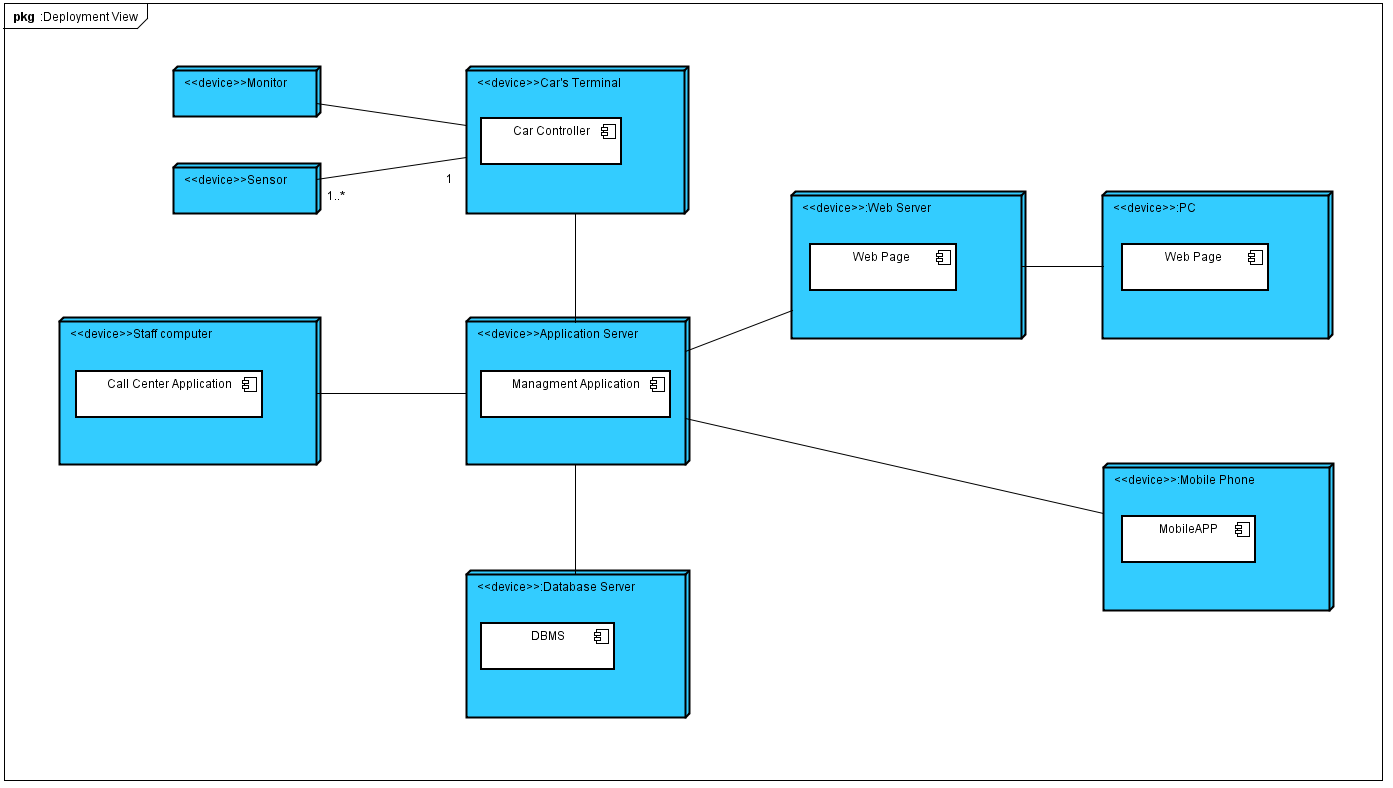 pkg :Deployment View
<<device>>Monitor
<<device>>Car's Terminal
Car Controller
<<device>>Sensor
1
1..*
<<device>>:Web Server
Web Page
<<device>>:PC
Web Page
<<device>>Staff computer
Call Center Application
<<device>>Application Server
Managment Application
<<device>>:Mobile Phone
MobileAPP
<<device>>:Database Server
DBMS